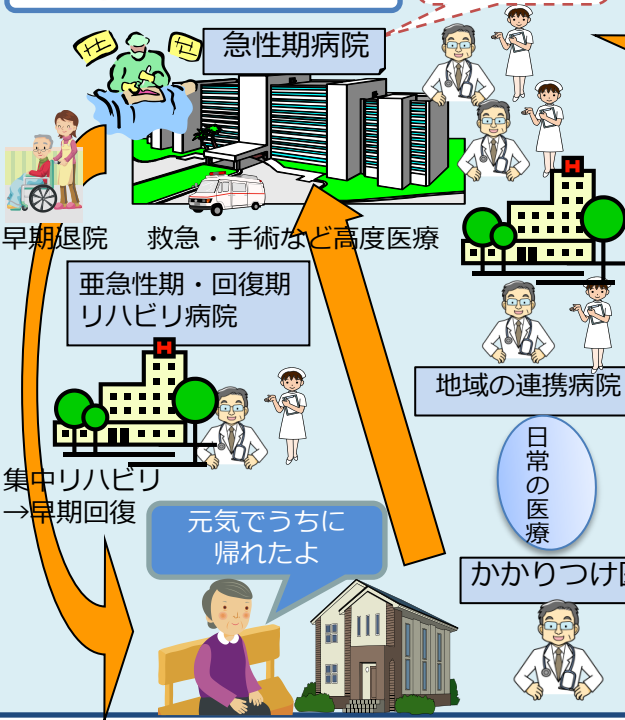 急性期病院
早期退院
救急・手術など高度医療
亜急性期・回復期
リハビリ病院
H
H
地域の連携病院
日常の医療
集中リハビリ
→早期回復
元気でうちに
帰れたよ
かかりつけ